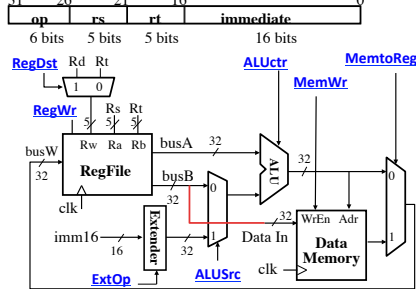 31 26 21 16 0
op rs rt immediate
6 bits 5 bits 5 bits 16 bits
RegDst Rd Rt ALUctr MemtoReg
1 0 MemWr
RegWr Rs Rt
5 5 5 busA 32
busW Rw Ra Rb 32 0
32 RegFile busB ALU
clk 32 0 32 WrEn Adr
imm16 Extender 1 Data In Data 1
16 32 Memory
ExtOp ALUSrc clk